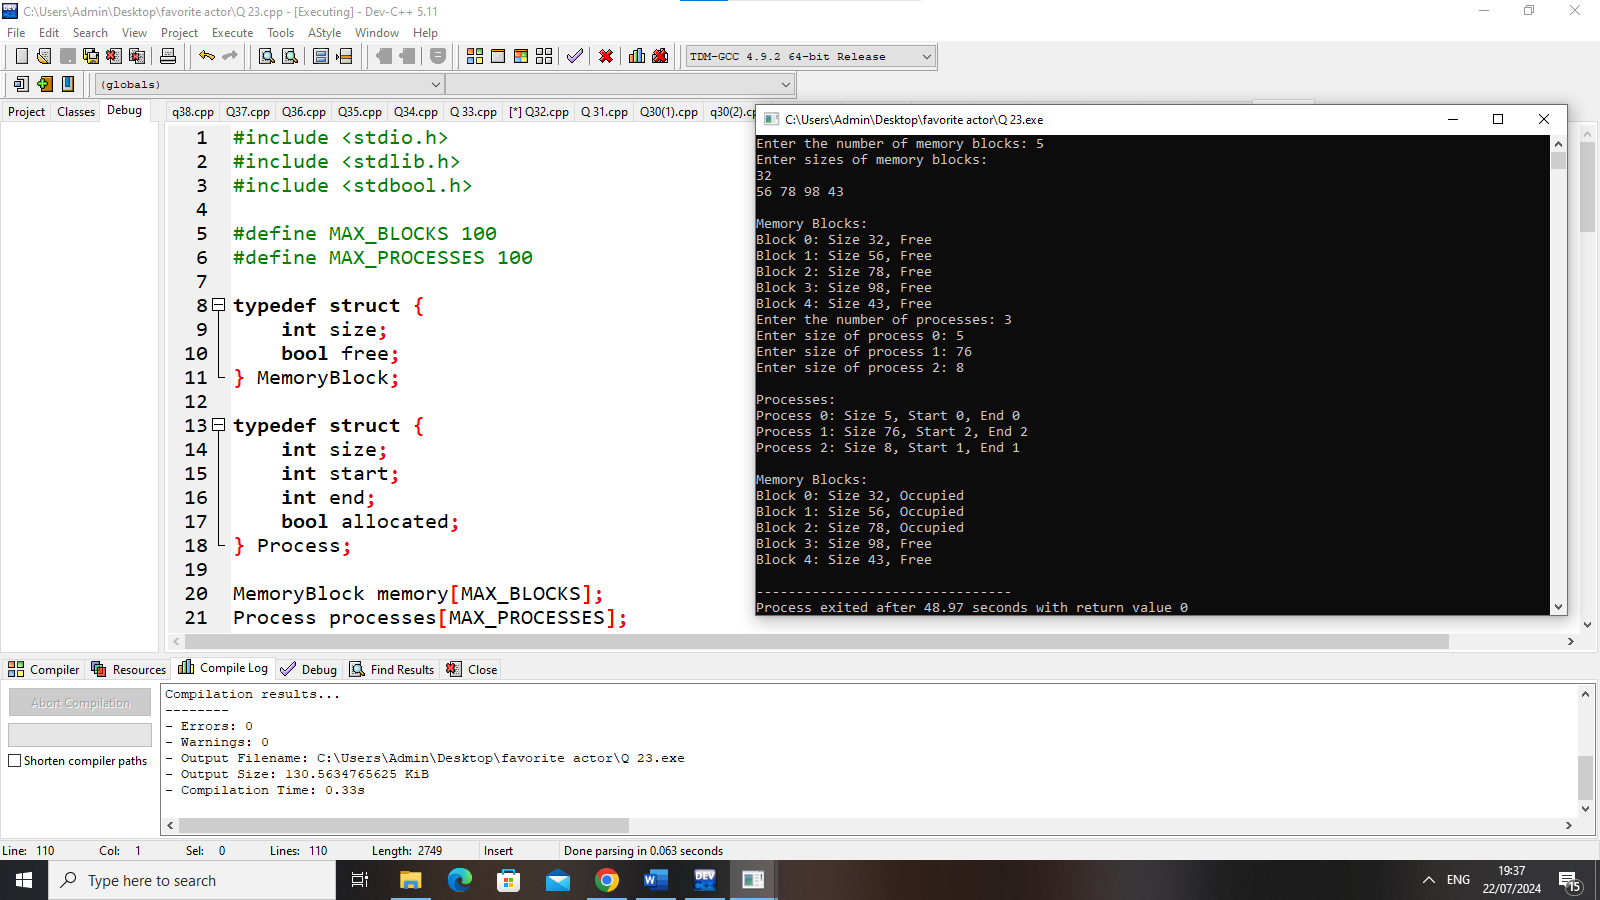 C:\Users\Admin\Desktop\favorite actor\Q 23.cpp - [Executing] - Dev-C++ 5.11
File Edit Search View Project Execute Tools AStyle Window Help
TDM-GCC 4.9.2 64-bit Release
(globals)
Project Classes Debug
q38.cpp Q37.cpp Q36.cpp Q35.cpp Q34.cpp Q 33.cpp [*] Q32.cpp Q 31.cpp Q30(1).cpp q30(2).cp
1 #include <stdio.h>
2 #include <stdlib.h>
3 #include <stdbool.h>
4
5 #define MAX_BLOCKS 100
6 #define MAX_PROCESSES 100
7
8 typedef struct {
9 int size;
10 bool free;
11 } MemoryBlock;
12
13 typedef struct {
14 int size;
15 int start;
16 int end;
17 bool allocated;
18 } Process;
19
20 MemoryBlock memory[MAX_BLOCKS];
21 Process processes[MAX_PROCESSES];
C:\Users\Admin\Desktop\favorite actor\Q 23.exe
Enter the number of memory blocks: 5
Enter sizes of memory blocks:
32
56 78 98 43
Memory Blocks:
Block 0: Size 32, Free
Block 1: Size 56, Free
Block 2: Size 78, Free
Block 3: Size 98, Free
Block 4: Size 43, Free
Enter the number of processes: 3
Enter size of process 0: 5
Enter size of process 1: 76
Enter size of process 2: 8
Processes:
Process 0: Size 5, Start 0, End 0
Process 1: Size 76, Start 2, End 2
Process 2: Size 8, Start 1, End 1
Memory Blocks:
Block 0: Size 32, Occupied
Block 1: Size 56, Occupied
Block 2: Size 78, Occupied
Block 3: Size 98, Free
Block 4: Size 43, Free
--------------------------------
Process exited after 48.97 seconds with return value 0
Compiler Resources Compile Log Debug Find Results Close
Abort Compilation
Shorten compiler paths
Compilation results...
--------
- Errors: 0
- Warnings: 0
- Output Filename: C:\Users\Admin\Desktop\favorite actor\Q 23.exe
- Output Size: 130.5634765625 KiB
- Compilation Time: 0.33s
Line: 110 Col: 1 Sel: 0 Lines: 110 Length: 2749 Insert Done parsing in 0.063 seconds
Type here to search
DEV
W
ENG
19:37
22/07/2024
15